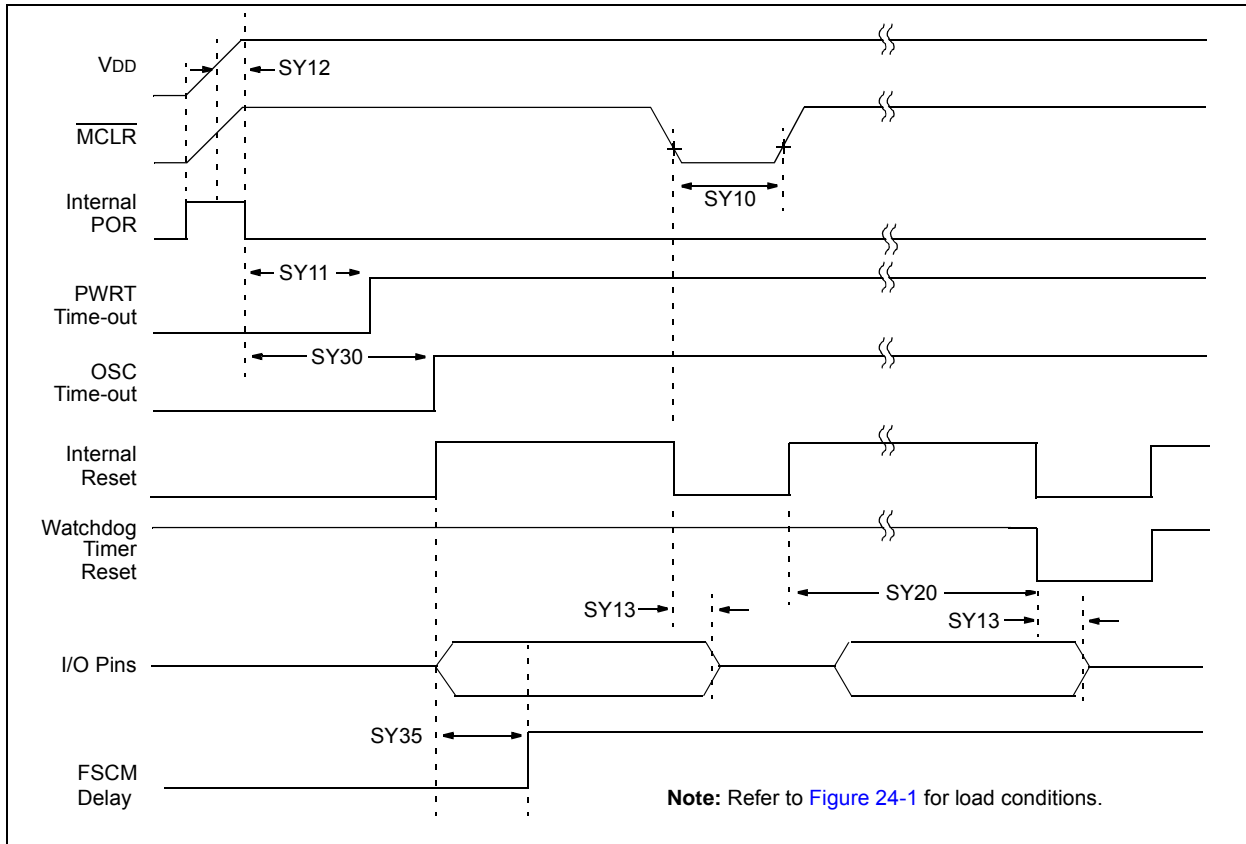 VDD
SY12
MCLR
SY10
Internal
POR
SY11
PWRT
Time-out
SY30
OSC
Time-out
Internal
Reset
Watchdog
Timer
Reset
SY20
SY13
SY13
I/O Pins
SY35
FSCM
Delay
Note: Refer to Figure 24-1 for load conditions.